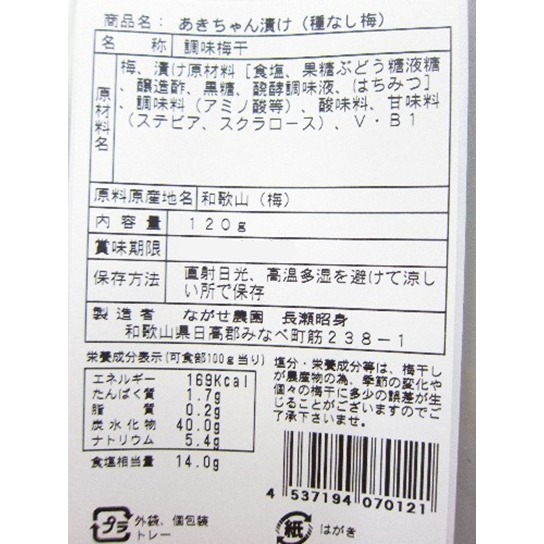 商品名： あきちゃん漬け（種なし梅）
名 称 調味梅干
原材料名
梅、漬け原材料［食塩、果糖ぶどう糖液糖
、醸造酢、黒糖、醗酵調味液、はちみつ］
、調味料（アミノ酸等）、酸味料、甘味料
（ステビア、スクラロース）、V・B1
原料原産地名 和歌山（梅）
内 容 量 120g
賞味期限
保存方法 直射日光、高温多湿を避けて涼し
い所で保存
製 造 者 ながせ農園 長瀬昭身
和歌山県日高郡みなべ町筋238-1
栄養成分表示（可食部100g当り）
エネルギー 169Kcal
たんぱく質 1.7g
脂 質 0.2g
炭水化物 40.0g
ナトリウム 5.4g
食塩相当量 14.0g
塩分・栄養成分等は、梅干し
が農産物の為、季節の変化や
個々の梅干に多少の誤差が生
じることがございますのでご
了承下さいませ。
4 537194 070121
プラ 外袋、個包装
トレー
紙 はがき